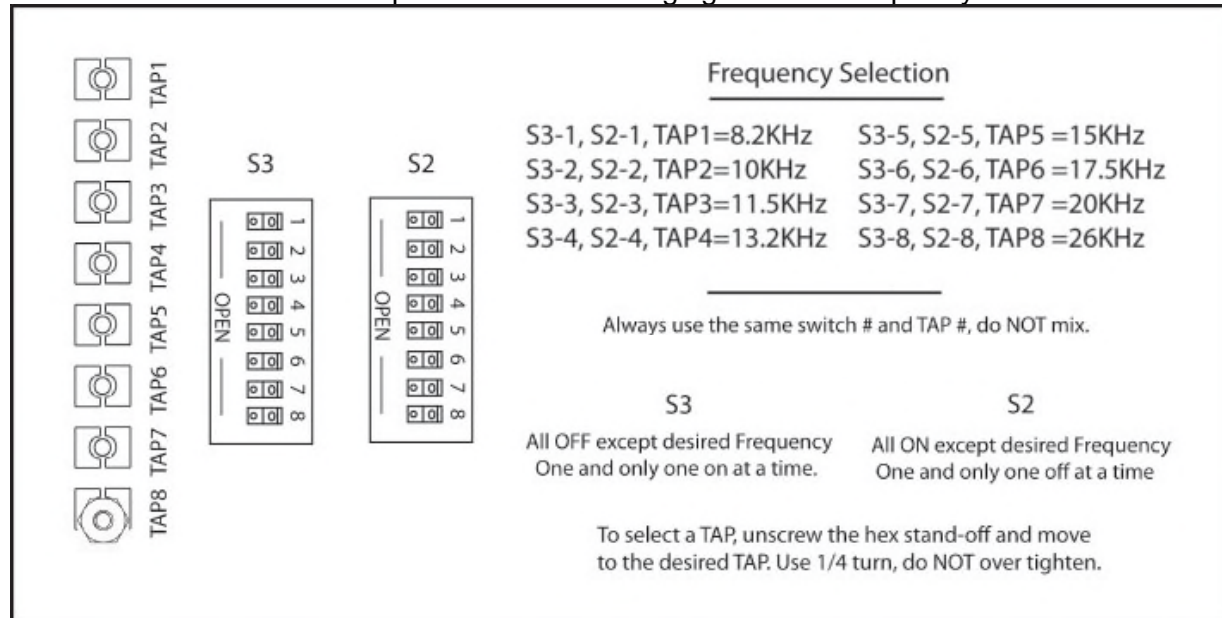 TAP1
TAP2
TAP3
TAP4
TAP5
TAP6
TAP7
TAP8
S3
OPEN
1
2
3
4
5
6
7
8
S2
OPEN
1
2
3
4
5
6
7
8
Frequency Selection
S3-1, S2-1, TAP1=8.2KHz S3-5, S2-5, TAP5 =15KHz
S3-2, S2-2, TAP2=10KHz S3-6, S2-6, TAP6 =17.5KHz
S3-3, S2-3, TAP3=11.5KHz S3-7, S2-7, TAP7 =20KHz
S3-4, S2-4, TAP4=13.2KHz S3-8, S2-8, TAP8 =26KHz
Always use the same switch # and TAP #, do NOT mix.
S3
All OFF except desired Frequency
One and only one on at a time.
S2
All ON except desired Frequency
One and only one off at a time
To select a TAP, unscrew the hex stand-off and move
to the desired TAP. Use 1/4 turn, do NOT over tighten.